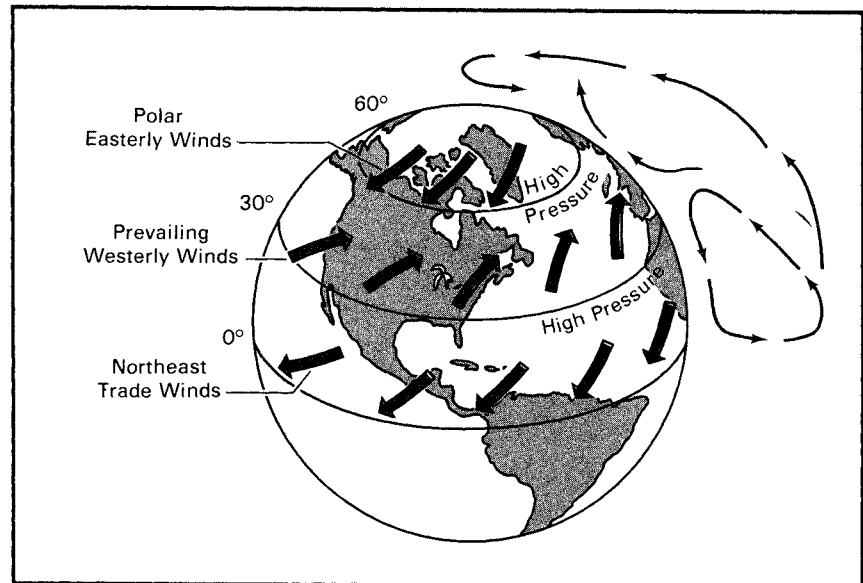 60°
Polar
Easterly Winds
High
Pressure
30°
Prevailing
Westerly Winds
High Pressure
0°
Northeast
Trade Winds